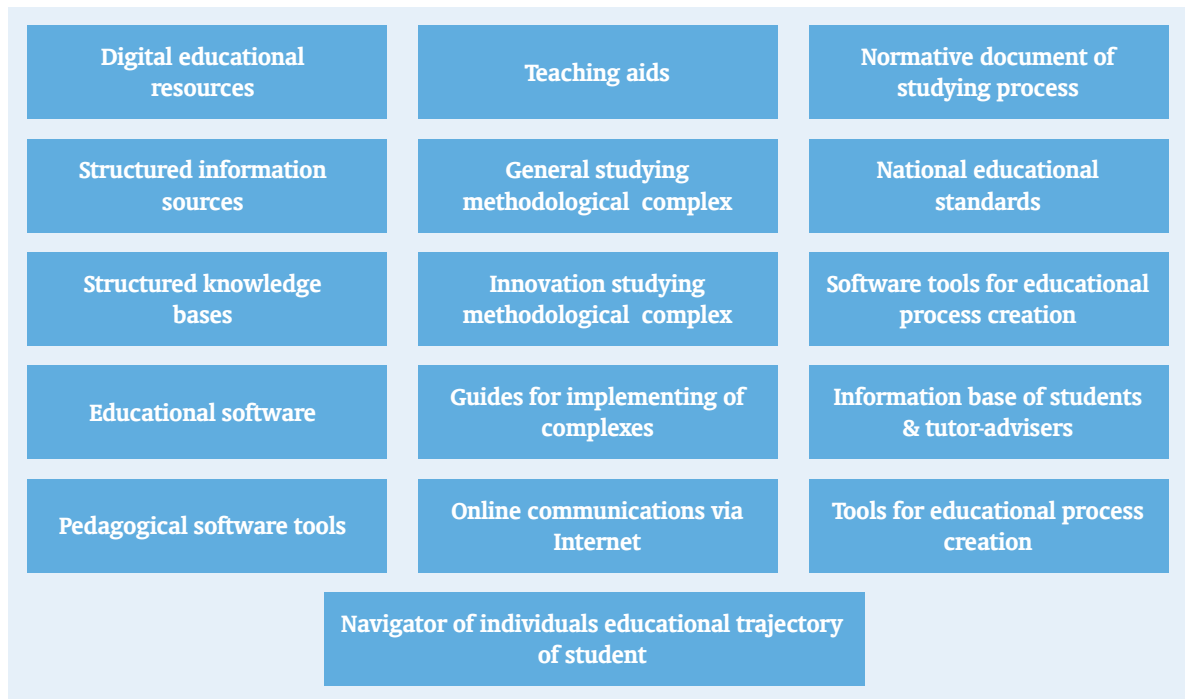 Digital educational
resources
Teaching aids
Normative document of
studying process
Structured information
sources
General studying
methodological  complex
National educational
standards
Structured knowledge
bases
Innovation studying
methodological  complex
Software tools for educational
process creation
Educational software
Guides for implementing of
complexes
Information base of students
& tutor-advisers
Pedagogical software tools
Online communications via
Internet
Tools for educational process
creation
Navigator of individuals educational trajectory
of student